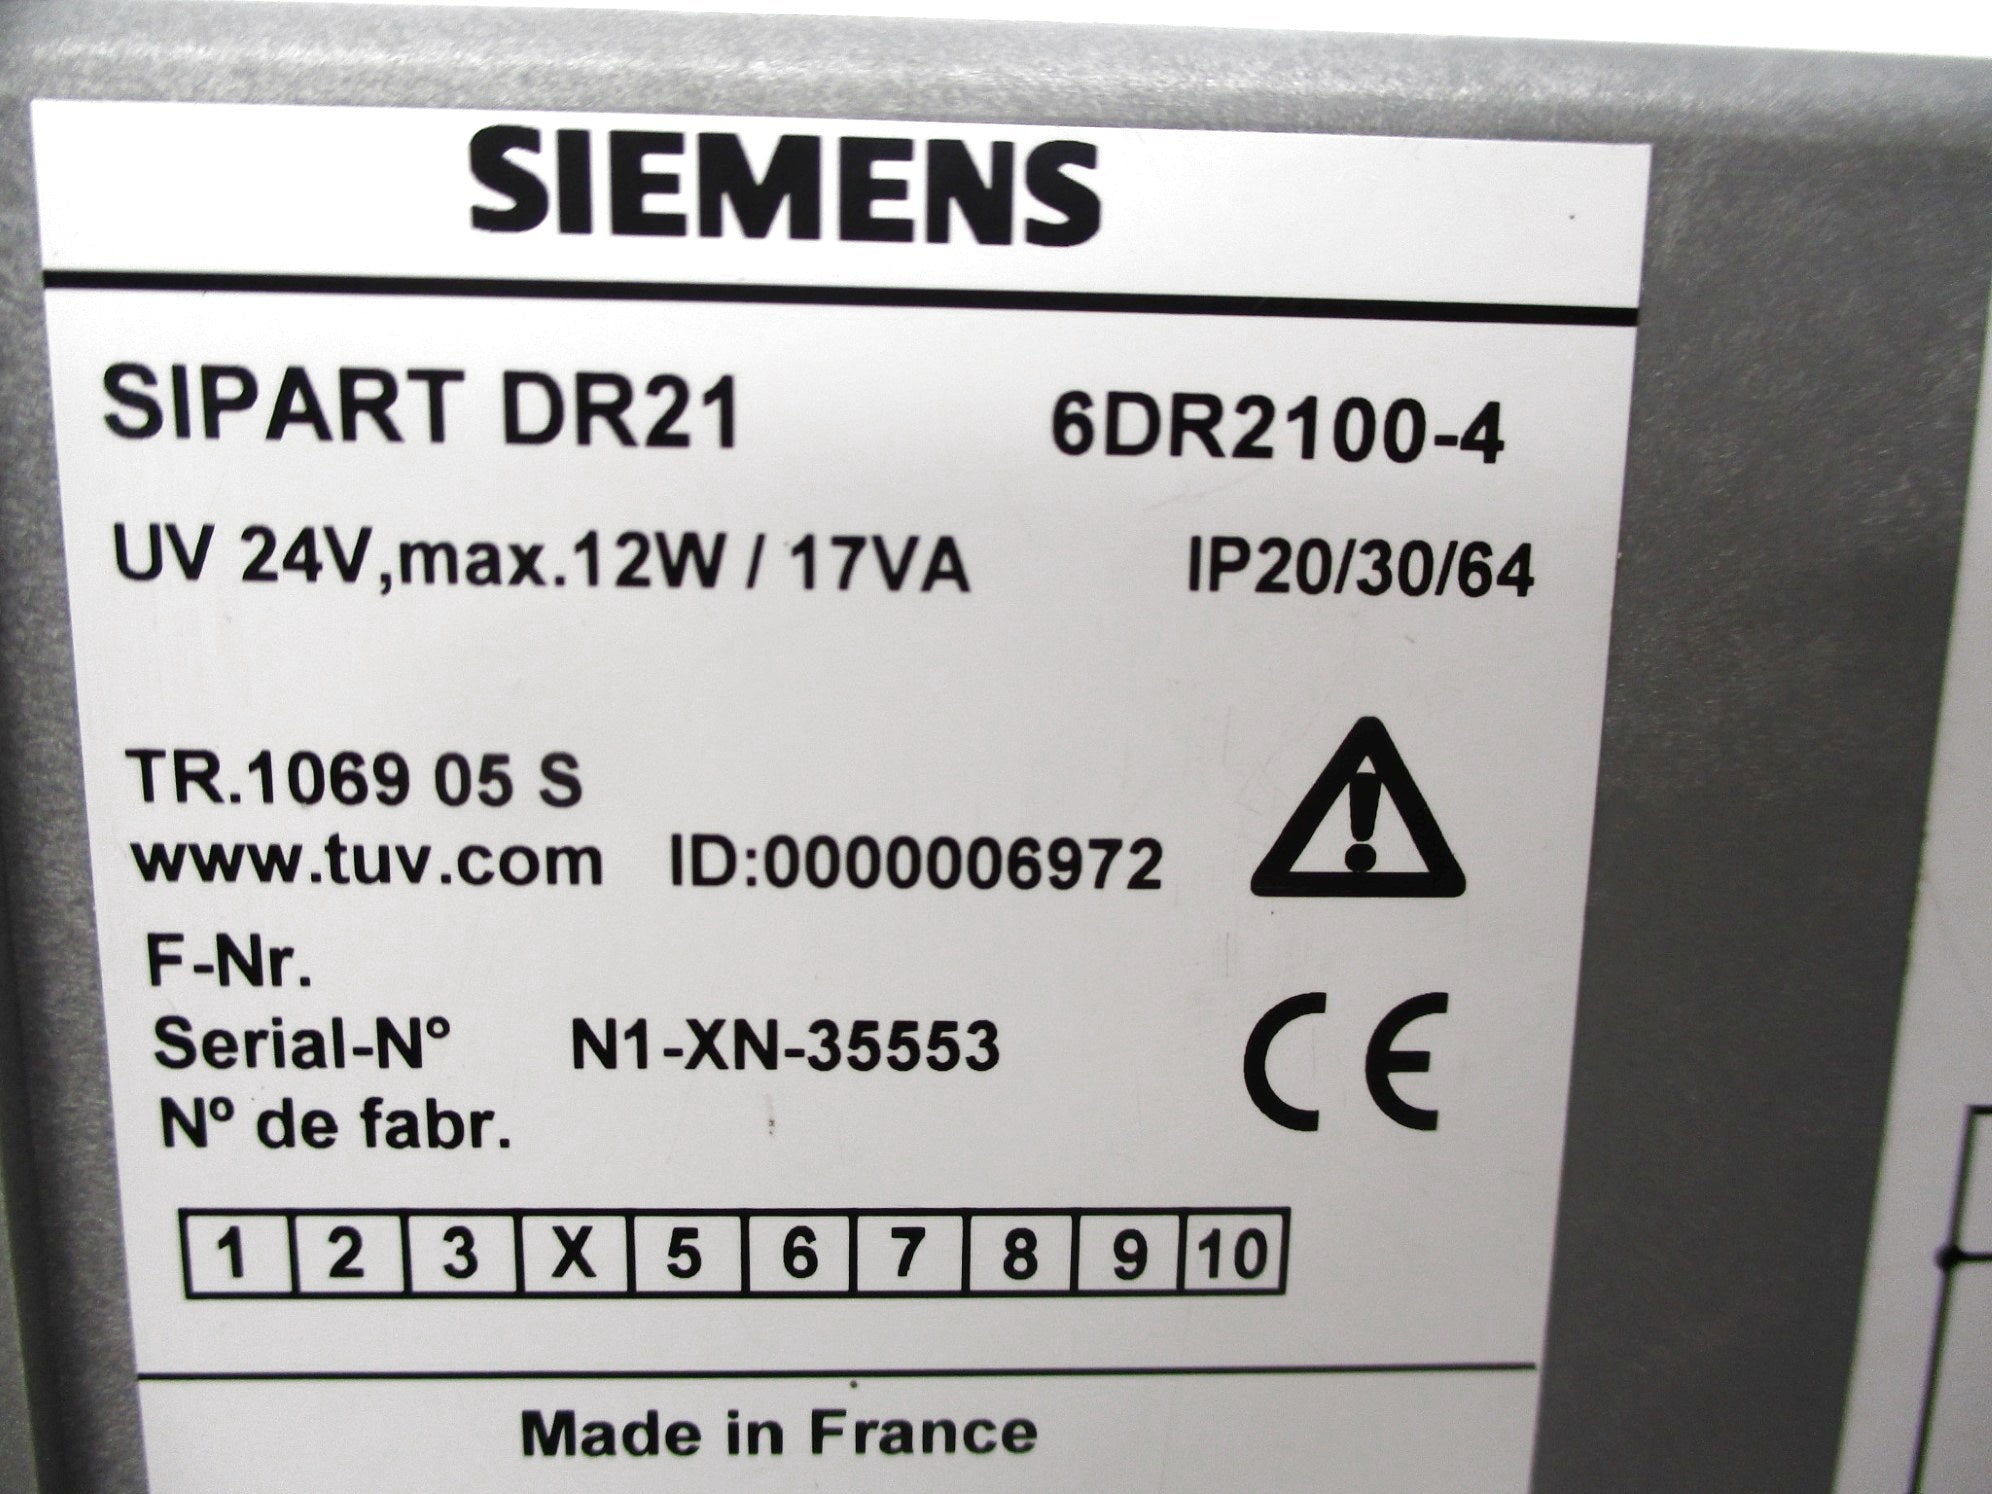 SIEMENS
SIPART DR21 6DR2100-4
UV 24V,max.12W / 17VA IP20/30/64
TR.1069 05 S
www.tuv.com ID:0000006972
F-Nr.
Serial-Nº N1-XN-35553
Nº de fabr.
CE
1 2 3 X 5 6 7 8 9 10
Made in France